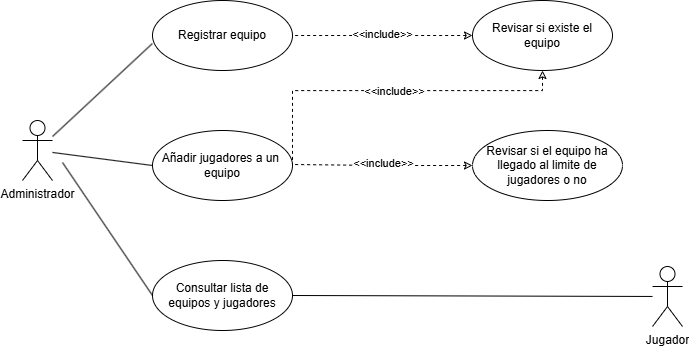 Registrar equipo
<<include>>
Revisar si existe el
equipo
<<include>>
Administrador
Añadir jugadores a un
equipo
<<include>>
Revisar si el equipo ha
llegado al limite de
jugadores o no
Consultar lista de
equipos y jugadores
Jugador